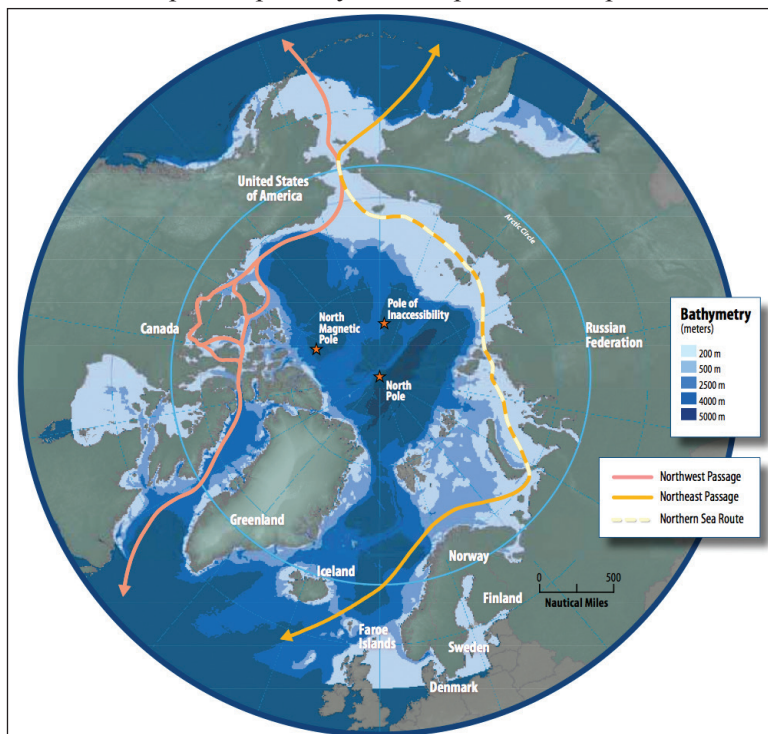 United States
of America
Arctic Circle
Pole of
Inaccessibility
North
Magnetic
Pole
Canada
Russian
Federation
North
Pole
Bathymetry
(meters)
200 m
500 m
2500 m
4000 m
5000 m
Northwest Passage
Northeast Passage
Northern Sea Route
Greenland
Norway
Iceland
0 500
Nautical Miles
Finland
Faroe
Islands
Sweden
Denmark